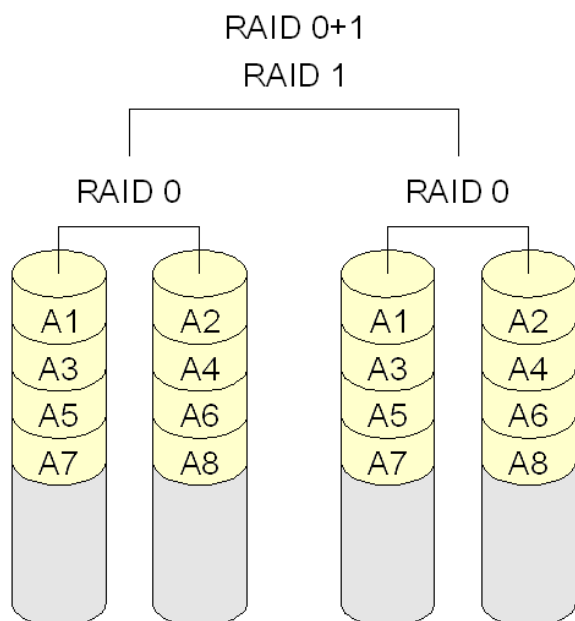 RAID 0+1
RAID 1
RAID 0 RAID 0
A1 A2 A1 A2
A3 A4 A3 A4
A5 A6 A5 A6
A7 A8 A7 A8